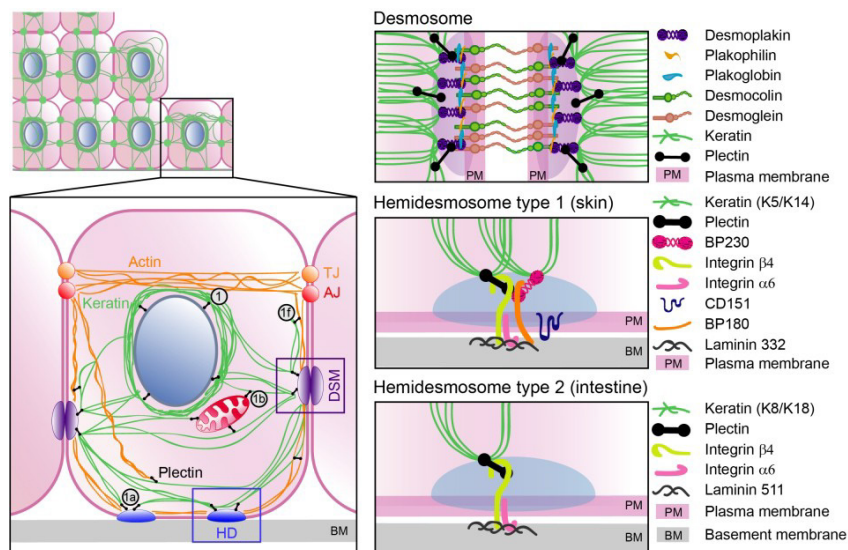 Desmosome
PM
PM
Desmoplakin
Plakophilin
Plakoglobin
Desmocolin
Desmoglein
Keratin
Plectin
PM Plasma membrane
Hemidesmosome type 1 (skin)
PM
BM
Keratin (K5/K14)
Plectin
BP230
Integrin β4
Integrin α6
CD151
BP180
Laminin 332
PM Plasma membrane
Hemidesmosome type 2 (intestine)
PM
BM
Keratin (K8/K18)
Plectin
Integrin β4
Integrin α6
Laminin 511
PM Plasma membrane
BM Basement membrane
Actin
TJ
AJ
Keratin
1
1f
DSM
1b
Plectin
1a
HD
BM